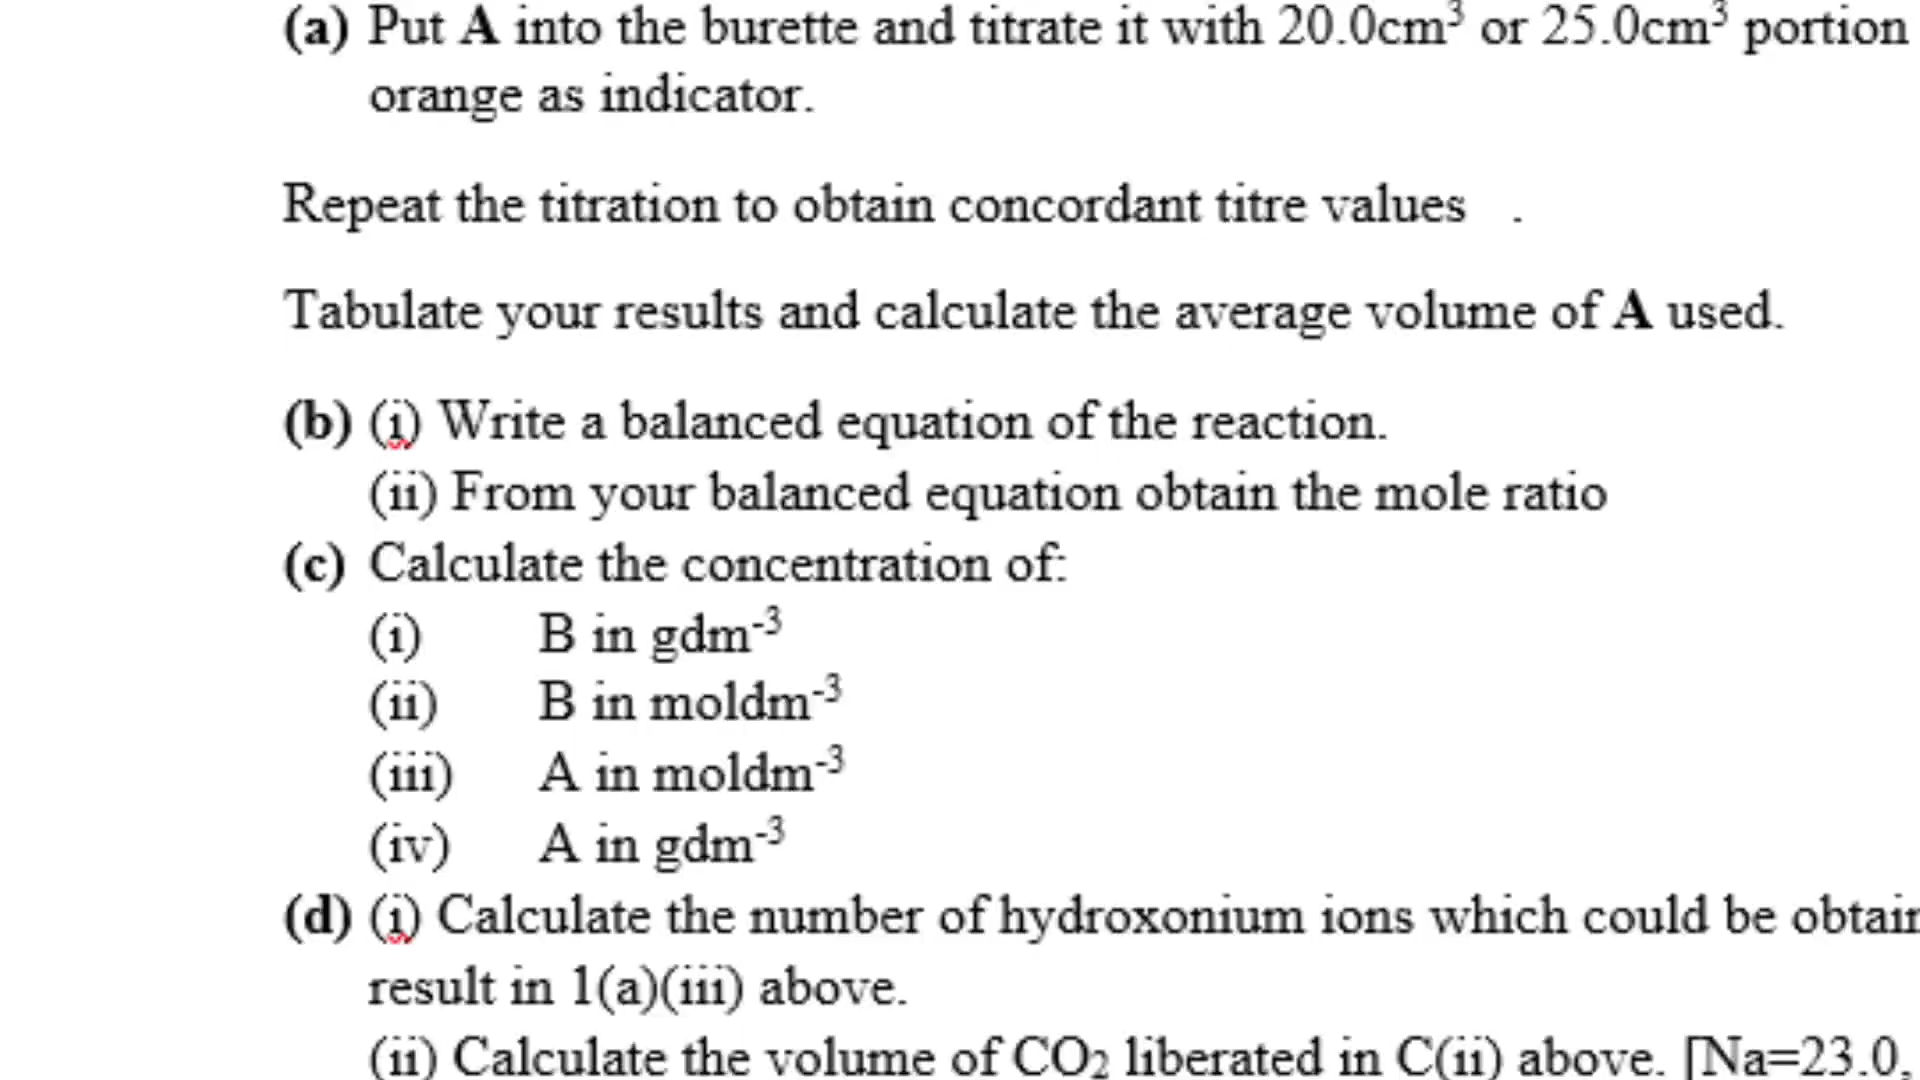 (a) Put A into the burette and titrate it with 20.0cm³ or 25.0cm³ portion
orange as indicator.
Repeat the titration to obtain concordant titre values .
Tabulate your results and calculate the average volume of A used.
(b) (i) Write a balanced equation of the reaction.
(ii) From your balanced equation obtain the mole ratio
(c) Calculate the concentration of:
(i) B in gdm⁻³
(ii) B in moldm⁻³
(iii) A in moldm⁻³
(iv) A in gdm⁻³
(d) (i) Calculate the number of hydroxonium ions which could be
result in 1(a)(iii) above.
(ii) Calculate the volume of CO₂ liberated in C(ii) above. [Na=23.0,